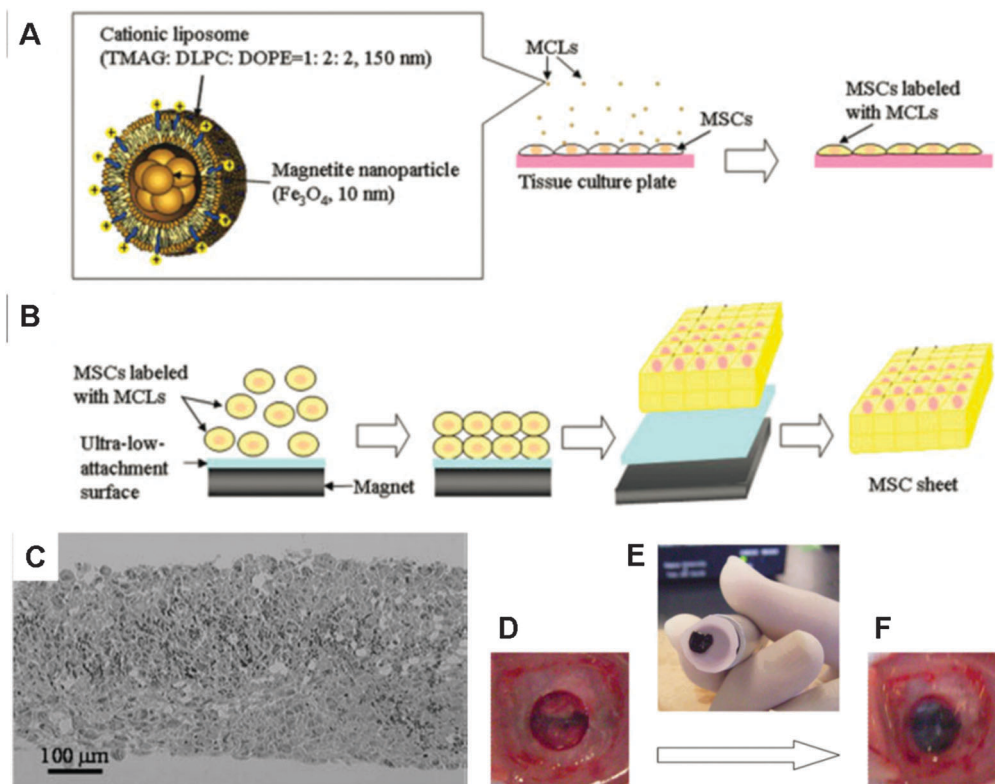 A
Cationic liposome
(TMAG: DLPC: DOPE=1: 2: 2, 150 nm)
Magnetite nanoparticle
(Fe₃O₄, 10 nm)
MCLs
MSCs
Tissue culture plate
MSCs labeled
with MCLs
B
MSCs labeled
with MCLs
Ultra-low-
attachment
surface
Magnet
MSC sheet
C
100 μm
D
E
F